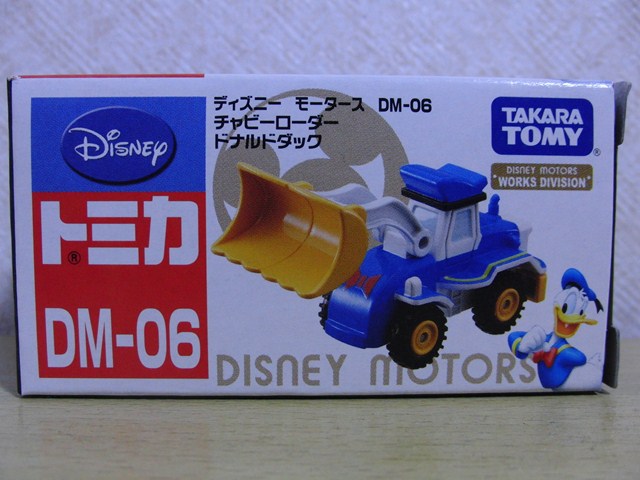 Disney
ディズニー モータース DM-06
チャビーローダー
ドナルドダック
TAKARA
TOMY
®
DISNEY MOTORS
"WORKS DIVISION"
トミカ
®
DM-06
DISNEY MOTORS